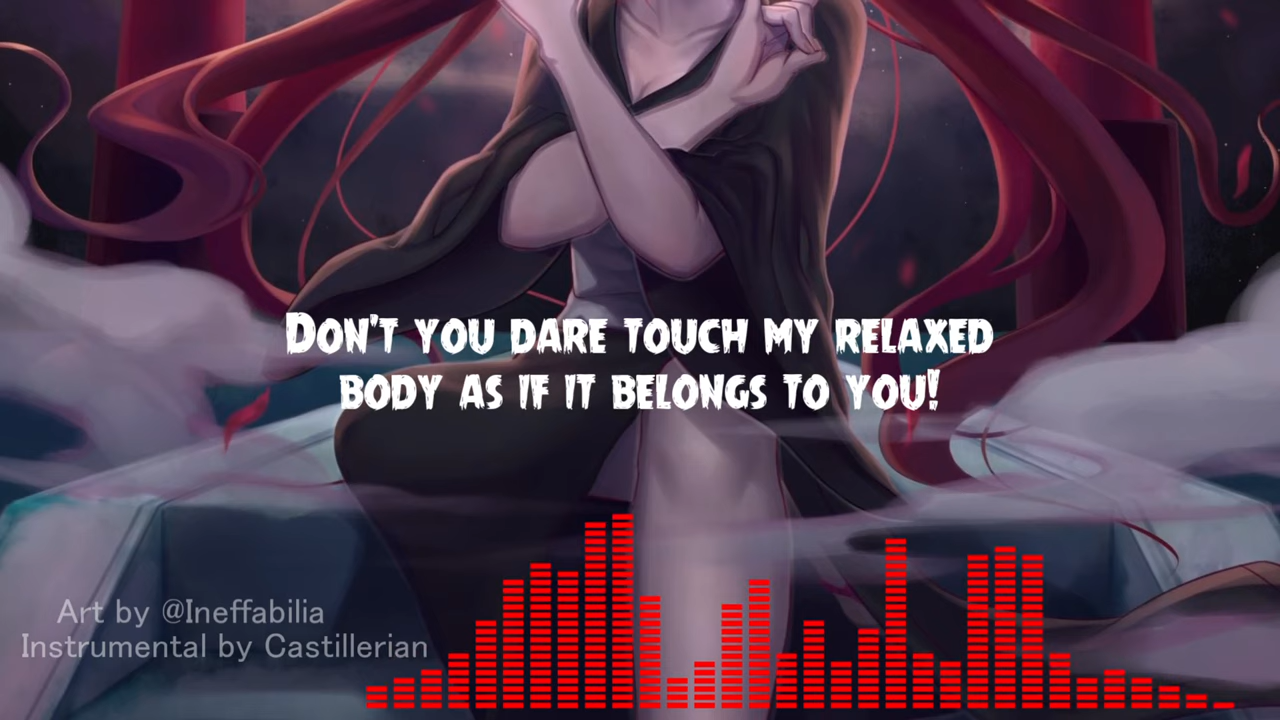 Don't you dare touch my relaxed
body as if it belongs to you!
Art by @Ineffabilia
Instrumental by Castillerian